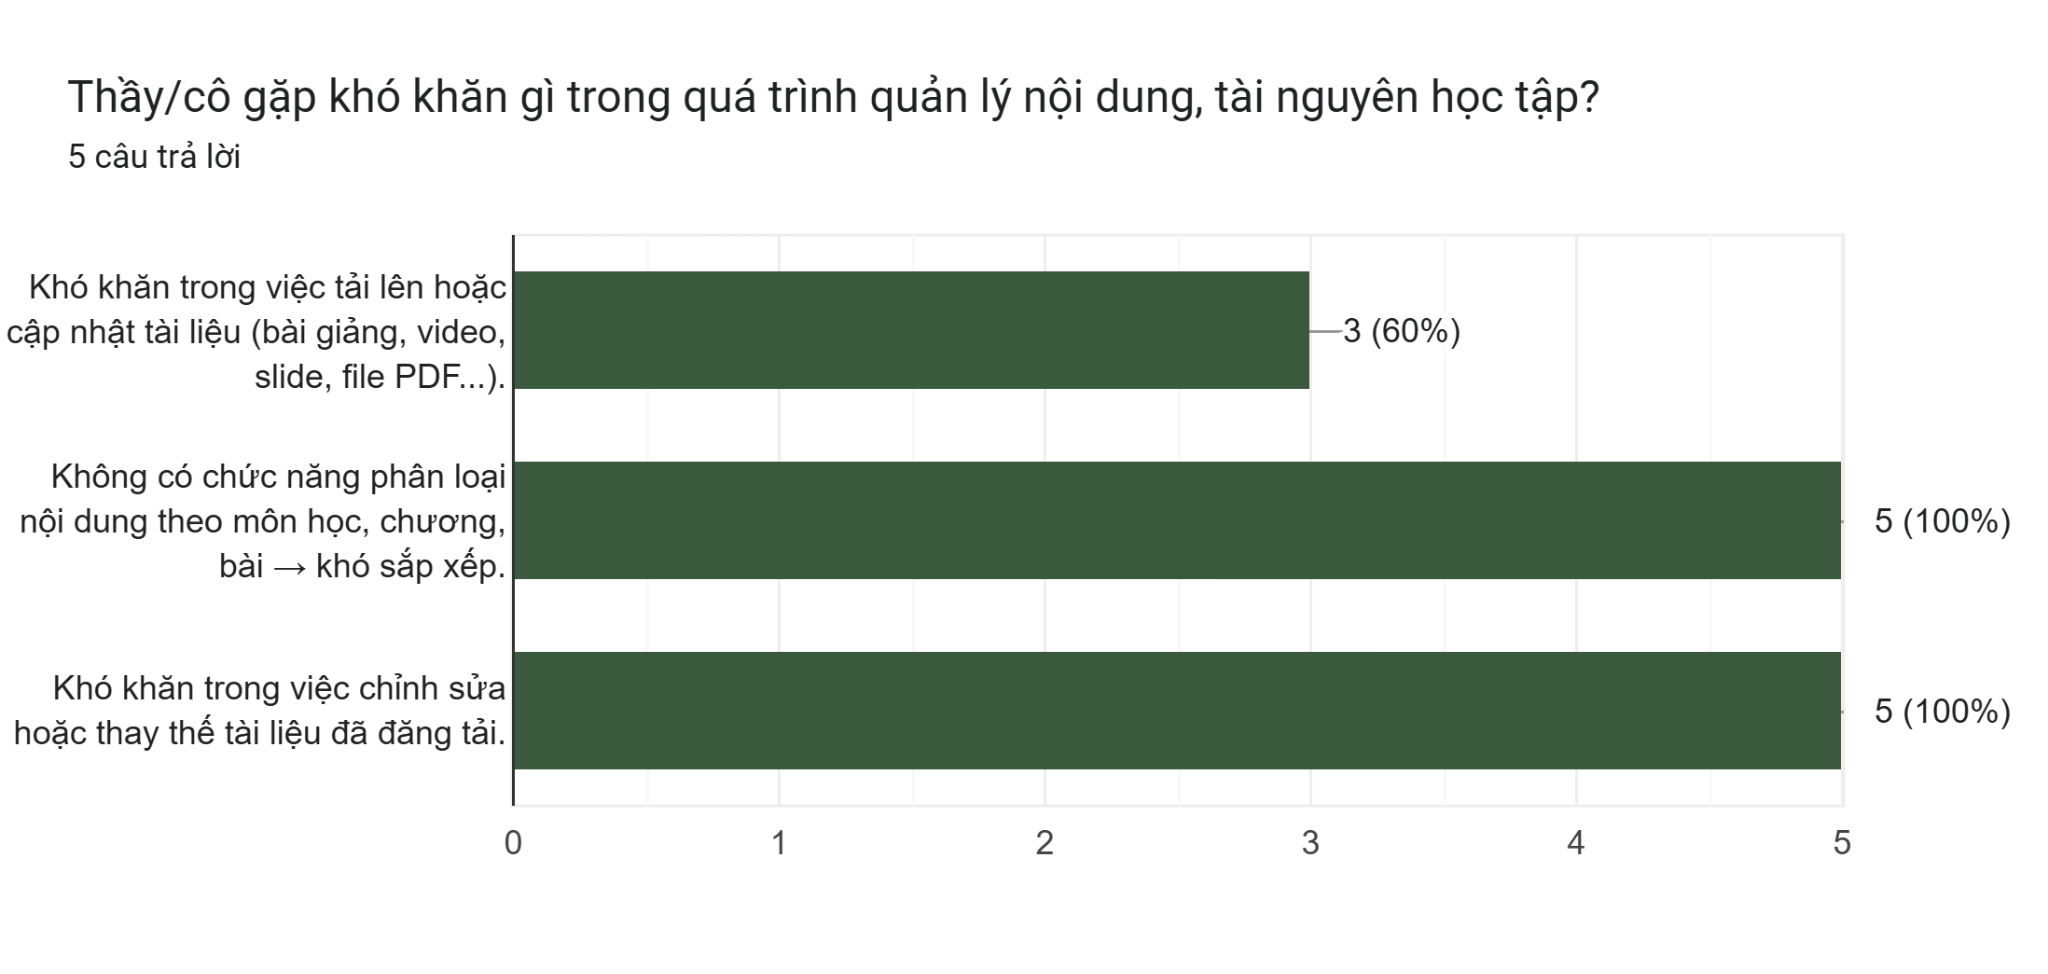 Thầy/cô gặp khó khăn gì trong quá trình quản lý nội dung, tài nguyên học tập?
5 câu trả lời
Khó khăn trong việc tải lên hoặc
cập nhật tài liệu (bài giảng, video,
slide, file PDF...).
3 (60%)
Không có chức năng phân loại
nội dung theo môn học, chương,
bài → khó sắp xếp.
5 (100%)
Khó khăn trong việc chỉnh sửa
hoặc thay thế tài liệu đã đăng tải.
5 (100%)
0 1 2 3 4 5